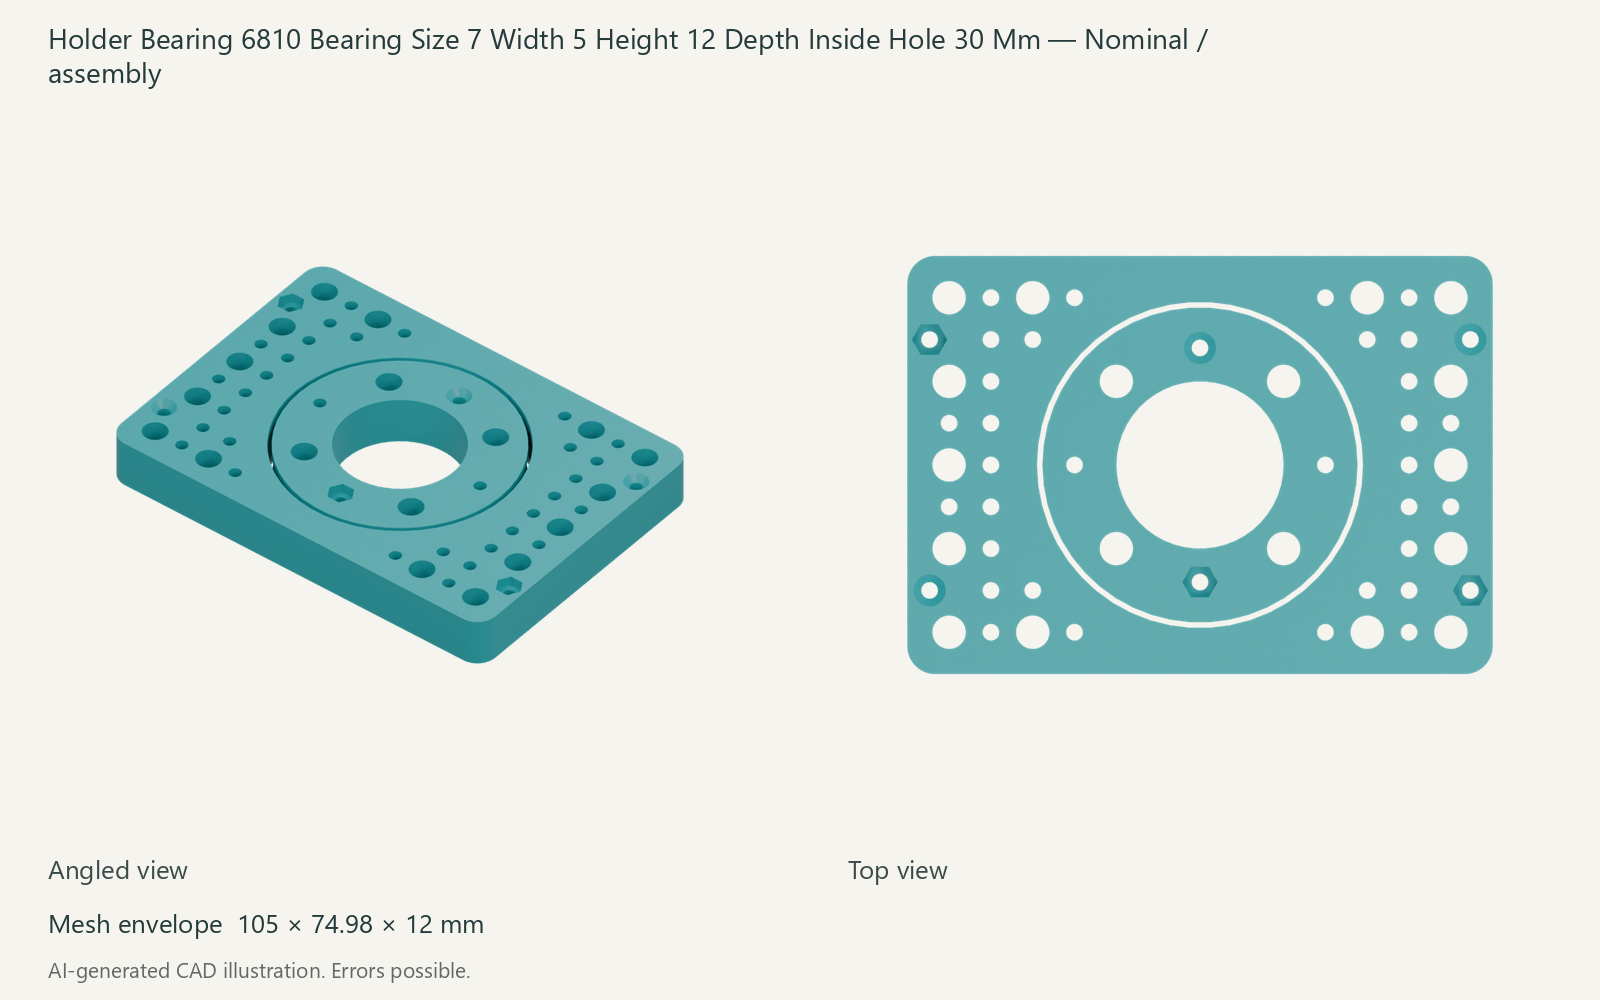 Holder Bearing 6810 Bearing Size 7 Width 5 Height 12 Depth Inside Hole 30 Mm — Nominal /
assembly
Angled view
Top view
Mesh envelope  105 × 74.98 × 12 mm
AI-generated CAD illustration. Errors possible.